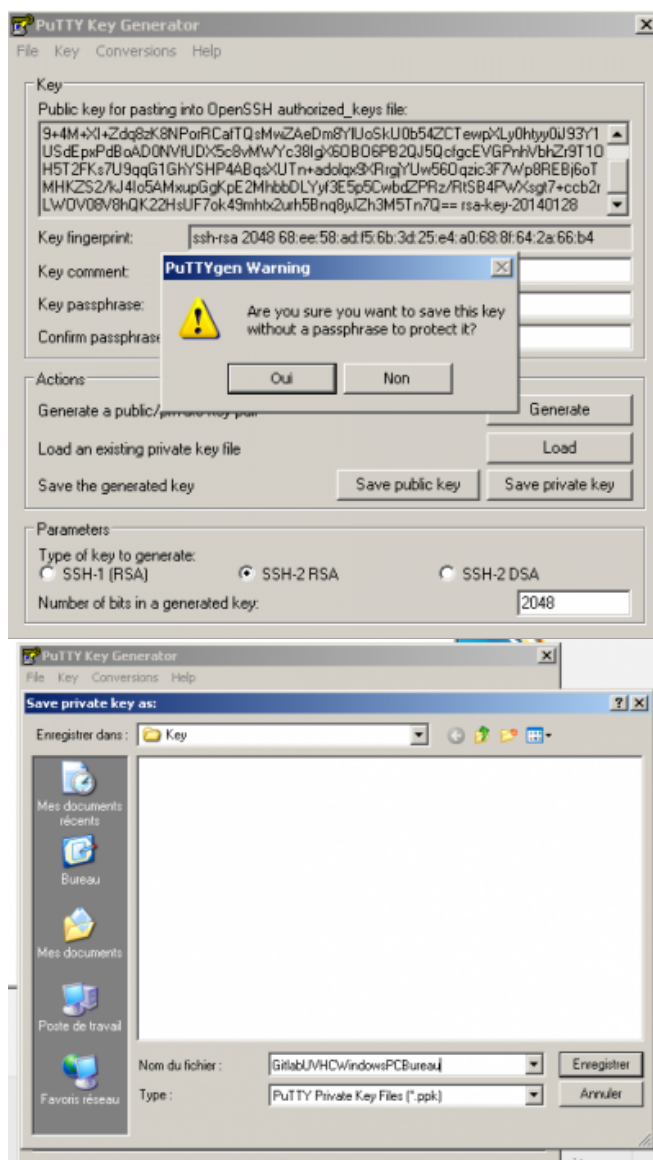 PuTTY Key Generator
File Key Conversions Help
Key
Public key for pasting into OpenSSH authorized_keys file:
rsa-key-20140128
Key fingerprint: ssh-rsa 2048 68:ee:58:ad:f5:6b:3d:25:e4:a0:68:8f:64:2a:66:b4
Key comment:
PuTTYgen Warning
Key passphrase:
Are you sure you want to save this key
without a passphrase to protect it?
Confirm
Oui Non
Actions
Generate a
Generate
Load an existing private key file Load
Save the generated key Save public key Save private key
Parameters
Type of key to generate:
SSH-1 (RSA) SSH-2 RSA SSH-2 DSA
Number of bits in a generated key: 2048
PuTTY Key Generator
File Key Conversions Help
Save private key as:
Enregistrer dans : Key
Mes documents
récents
Bureau
Mes documents
Poste de travail
Favoris réseau
Nom du fichier : GitlabUVHCWindowsPCBureau Enregistrer
Type : PuTTY Private Key Files (*.ppk) Annuler